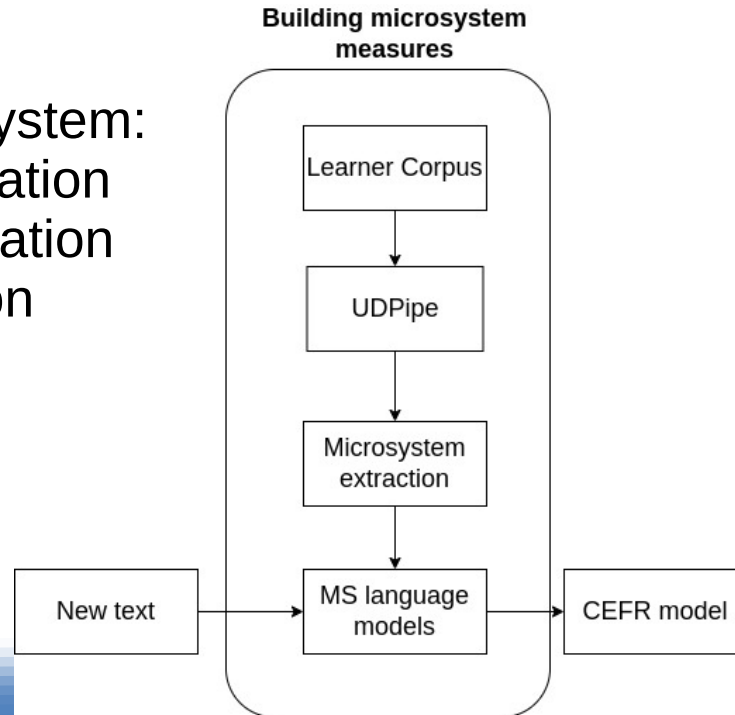 Building microsystem
measures
ystem:
ation
ation
on
Learner Corpus
UDPipe
Microsystem
extraction
New text
MS language
models
CEFR model